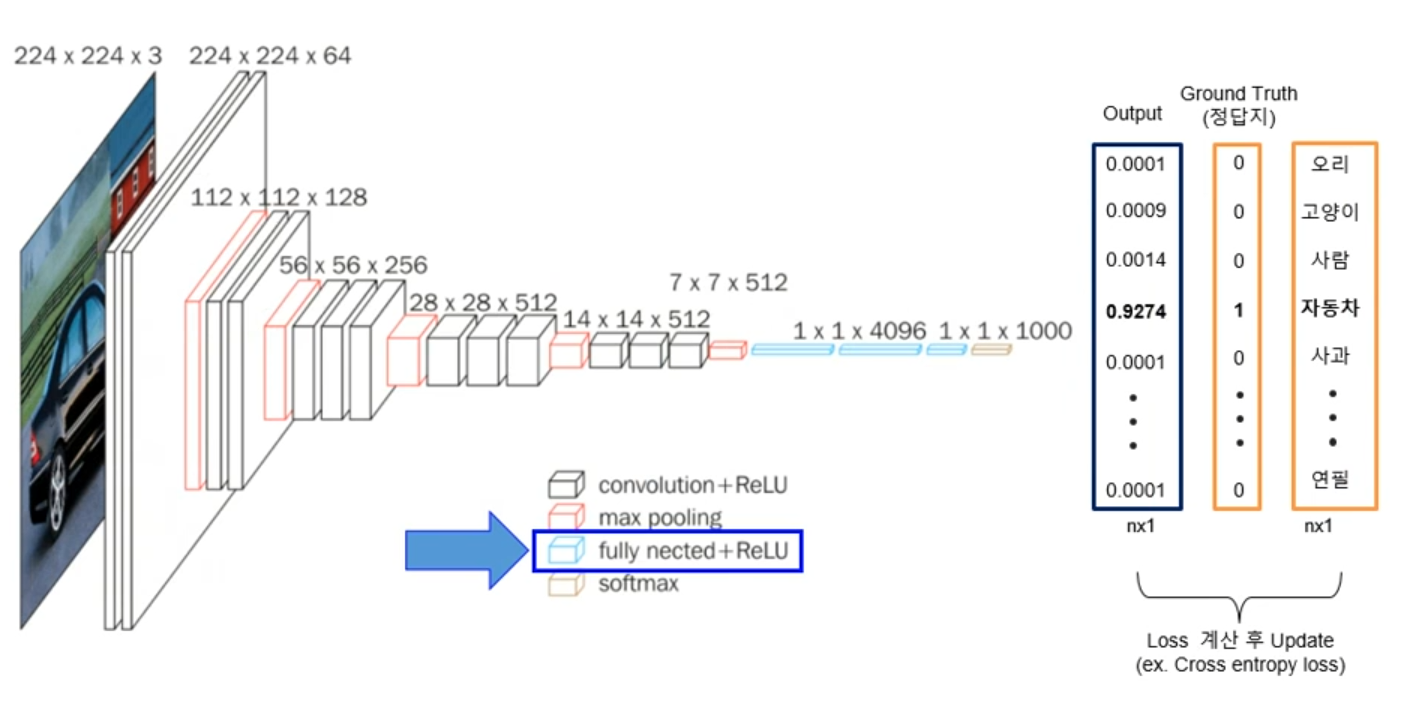 224 x 224 x 3
224 x 224 x 64
112 x 112 x 128
56 x 56 x 256
28 x 28 x 512
14 x 14 x 512
7 x 7 x 512
1 x 1 x 4096
1 x 1 x 1000
convolution+ReLU
max pooling
fully nected+ReLU
softmax
Output
Ground Truth
(정답지)
0.0001 0 오리
0.0009 0 고양이
0.0014 0 사람
0.9274 1 자동차
0.0001 0 사과
0.0001 0 연필
nx1 nx1
Loss 계산 후 Update
(ex. Cross entropy loss)